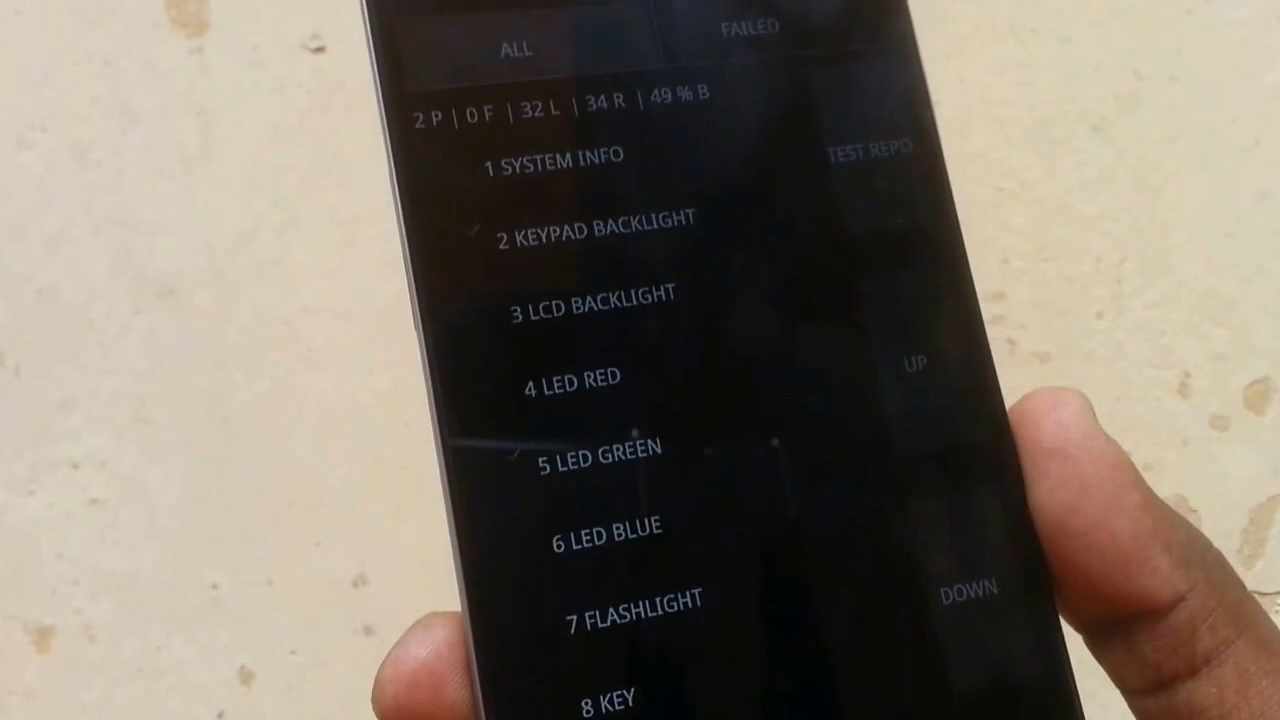 ALL
FAILED
2 P | 0 F | 32 L | 34 R | 49 % B
1 SYSTEM INFO
TEST REPO
2 KEYPAD BACKLIGHT
3 LCD BACKLIGHT
4 LED RED
UP
5 LED GREEN
6 LED BLUE
7 FLASHLIGHT
DOWN
8 KEY